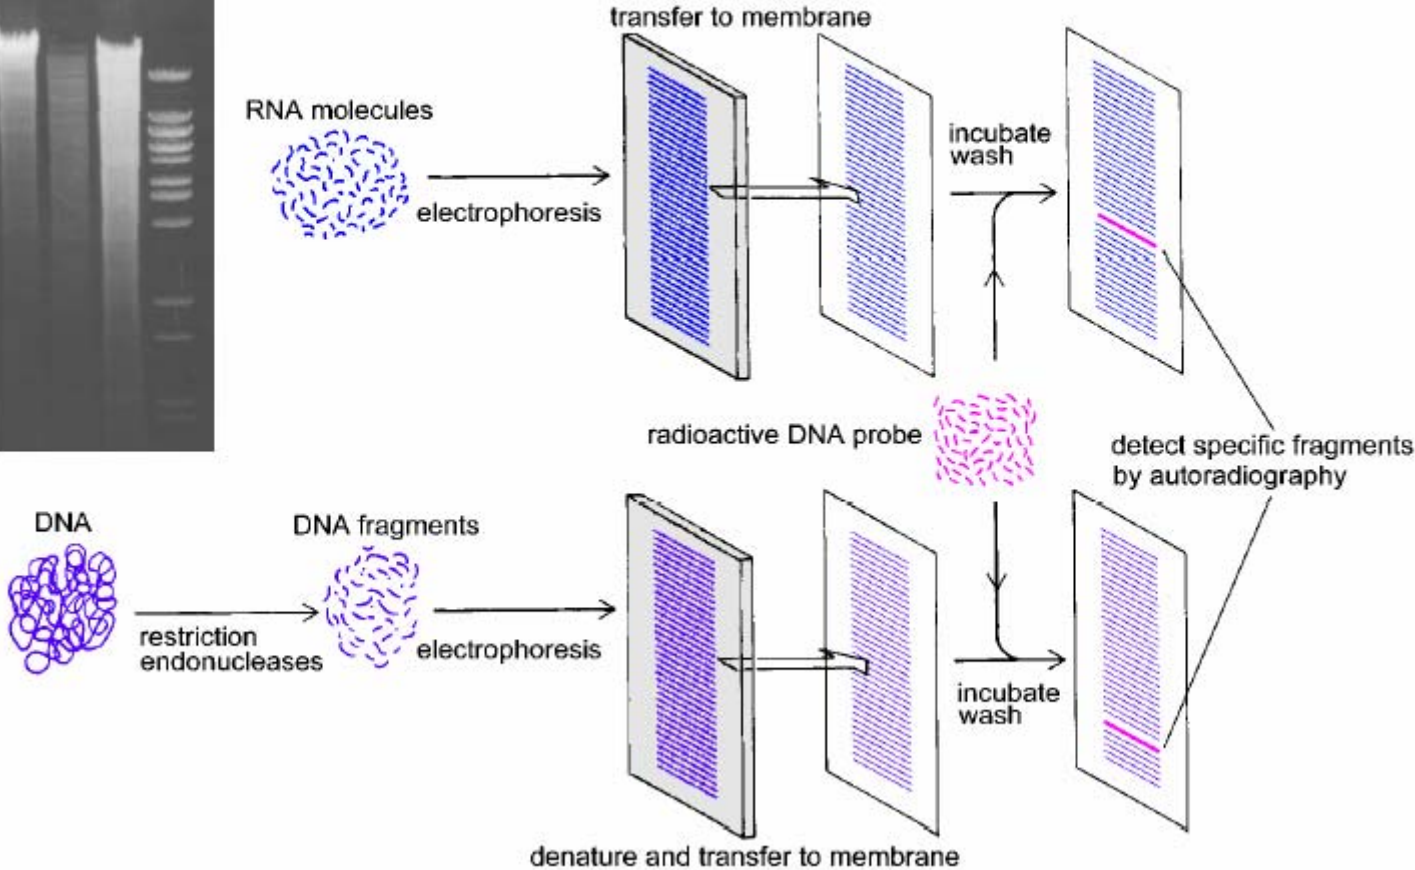 transfer to membrane
RNA molecules
electrophoresis
incubate
wash
radioactive DNA probe
detect specific fragments
by autoradiography
DNA
restriction
endonucleases
DNA fragments
electrophoresis
incubate
wash
denature and transfer to membrane